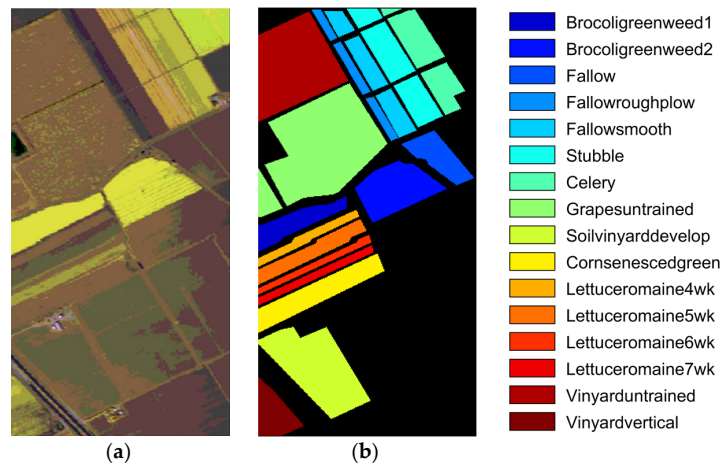 Brocoligreenweed1
Brocoligreenweed2
Fallow
Fallowroughplow
Fallowsmooth
Stubble
Celery
Grapesuntrained
Soilvinyarddevelop
Cornsenescedgreen
Lettuceromaine4wk
Lettuceromaine5wk
Lettuceromaine6wk
Lettuceromaine7wk
Vinyarduntrained
Vinyardvertical
(a)
(b)